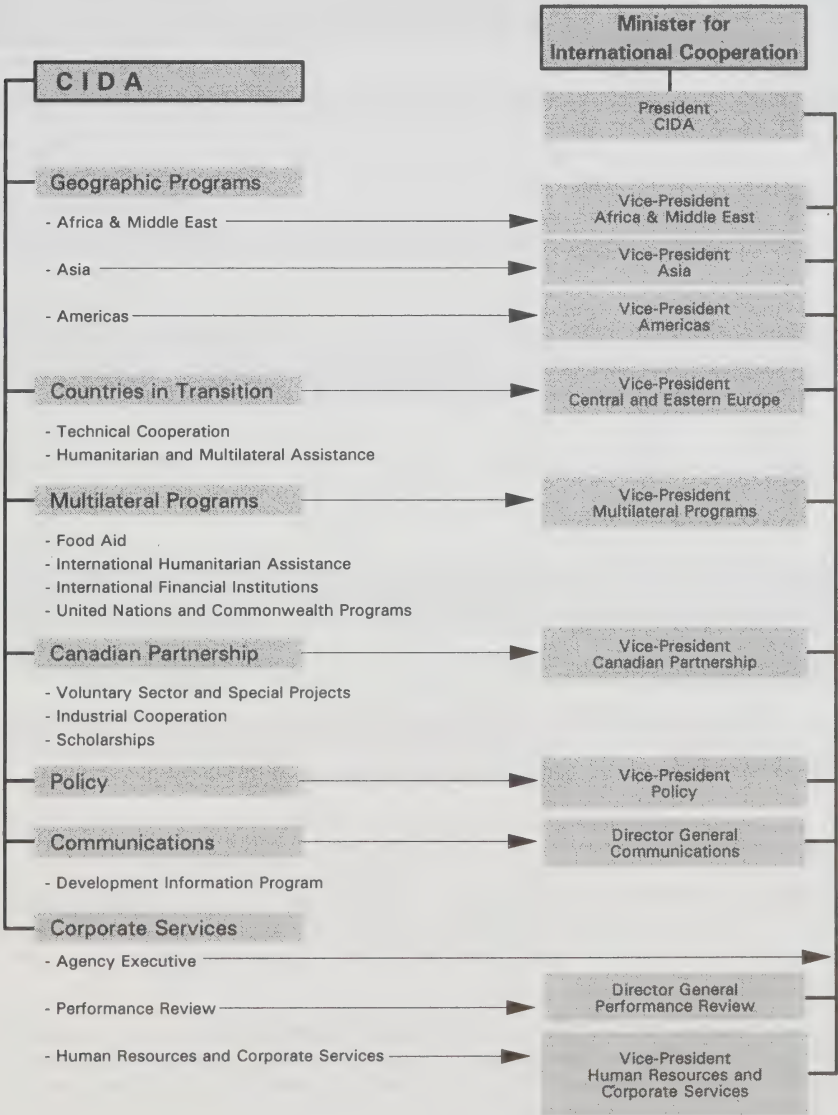 Minister for
International Cooperation
CIDA
President
CIDA
Geographic Programs
- Africa & Middle East
Vice-President
Africa & Middle East
- Asia
Vice-President
Asia
- Americas
Vice-President
Americas
Countries in Transition
Vice-President
Central and Eastern Europe
- Technical Cooperation
- Humanitarian and Multilateral Assistance
Multilateral Programs
Vice-President
Multilateral Programs
- Food Aid
- International Humanitarian Assistance
- International Financial Institutions
- United Nations and Commonwealth Programs
Canadian Partnership
Vice-President
Canadian Partnership
- Voluntary Sector and Special Projects
- Industrial Cooperation
- Scholarships
Policy
Vice-President
Policy
Communications
Director General
Communications
- Development Information Program
Corporate Services
- Agency Executive
- Performance Review
Director General
Performance Review
- Human Resources and Corporate Services
Vice-President
Human Resources and
Corporate Services